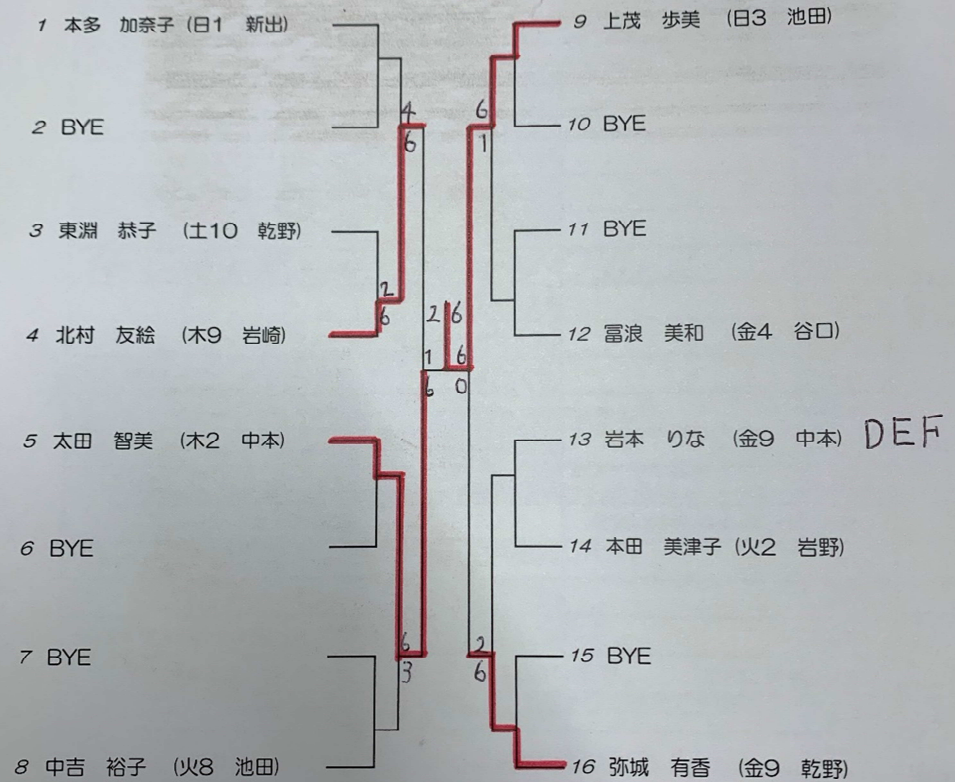 1 本多 加奈子 (日1 新出)
2 BYE
3 東淵 恭子 (土10 乾野)
4 北村 友絵 (木9 岩崎)
5 太田 智美 (木2 中本)
6 BYE
7 BYE
8 中吉 裕子 (火8 池田)
4
6
2
6
6
3
1
6
2 6
6
0
6
1
2
6
9 上茂 歩美 (日3 池田)
10 BYE
11 BYE
12 冨浪 美和 (金4 谷口)
13 岩本 りな (金9 中本) DEF
14 本田 美津子 (火2 岩野)
15 BYE
16 弥城 有香 (金9 乾野)